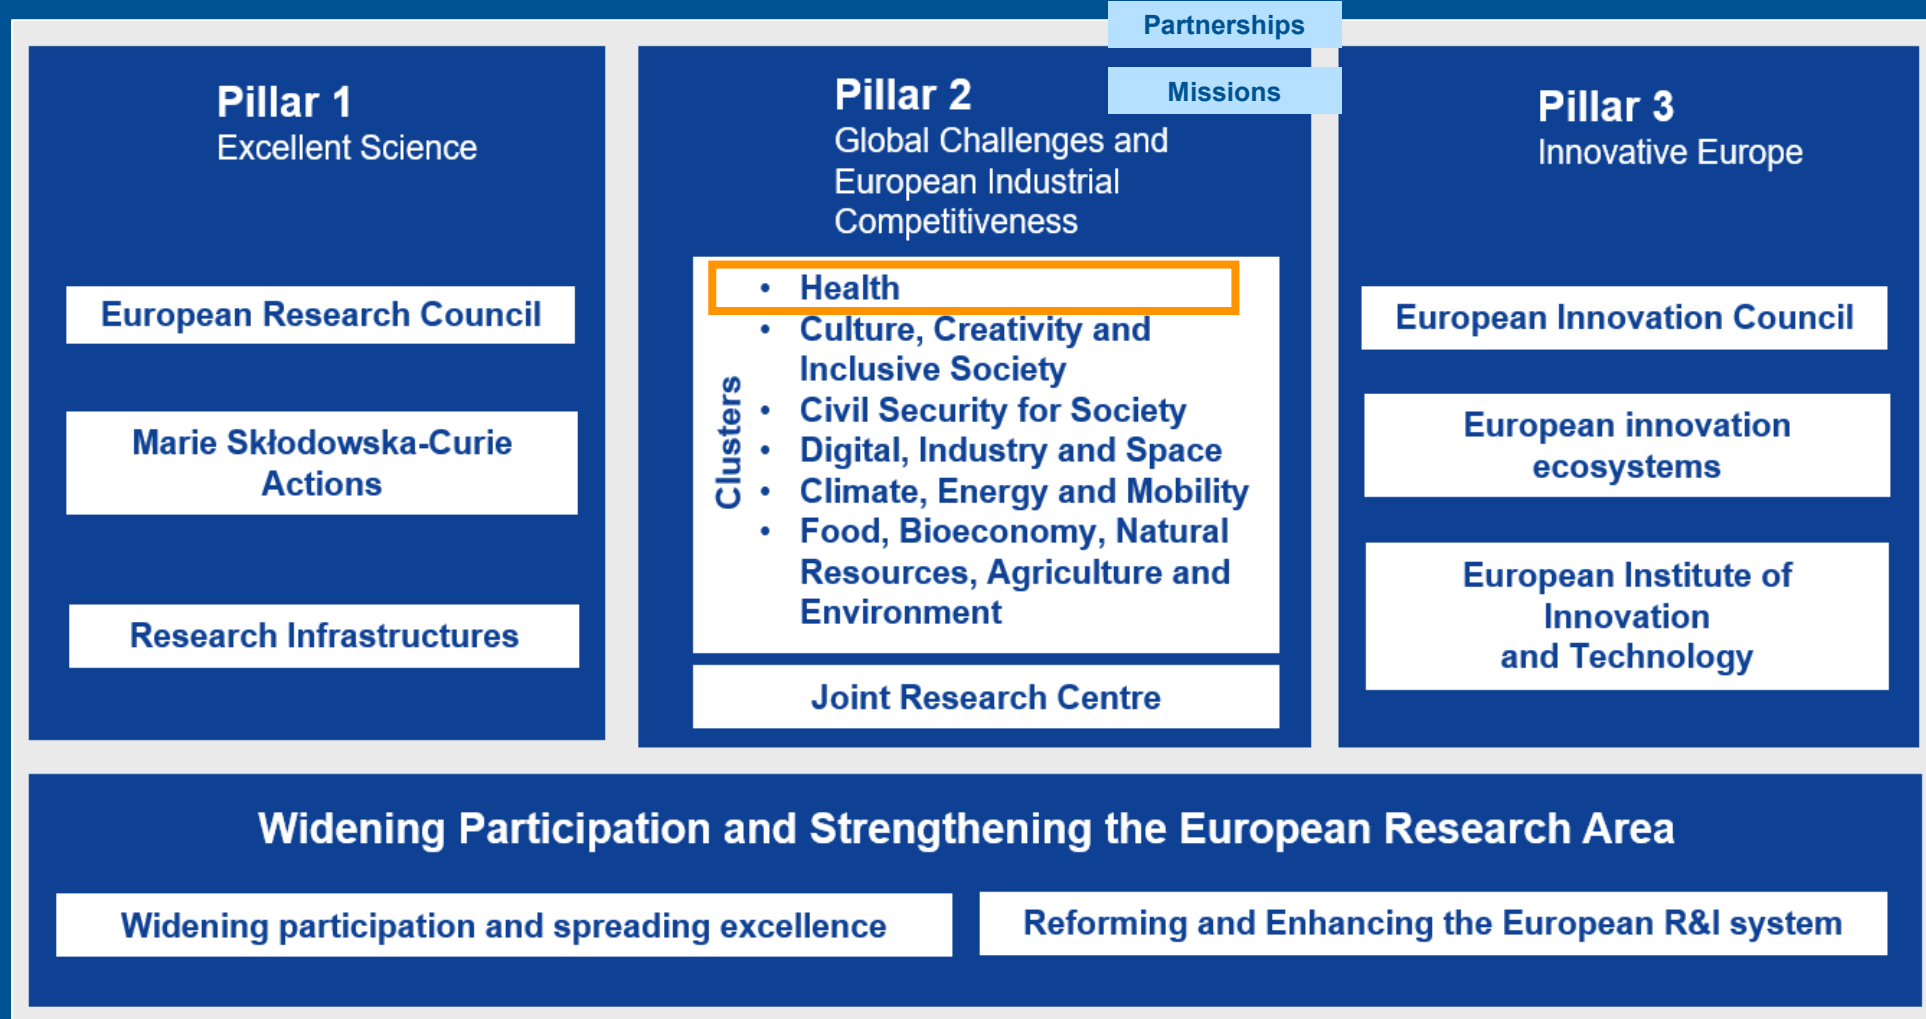 Partnerships
Missions
Pillar 1
Excellent Science
European Research Council
Marie Skłodowska-Curie
Actions
Research Infrastructures
Pillar 2
Global Challenges and
European Industrial
Competitiveness
Clusters
• Health
• Culture, Creativity and
Inclusive Society
• Civil Security for Society
• Digital, Industry and Space
• Climate, Energy and Mobility
• Food, Bioeconomy, Natural
Resources, Agriculture and
Environment
Joint Research Centre
Pillar 3
Innovative Europe
European Innovation Council
European innovation
ecosystems
European Institute of
Innovation
and Technology
Widening Participation and Strengthening the European Research Area
Widening participation and spreading excellence
Reforming and Enhancing the European R&I system